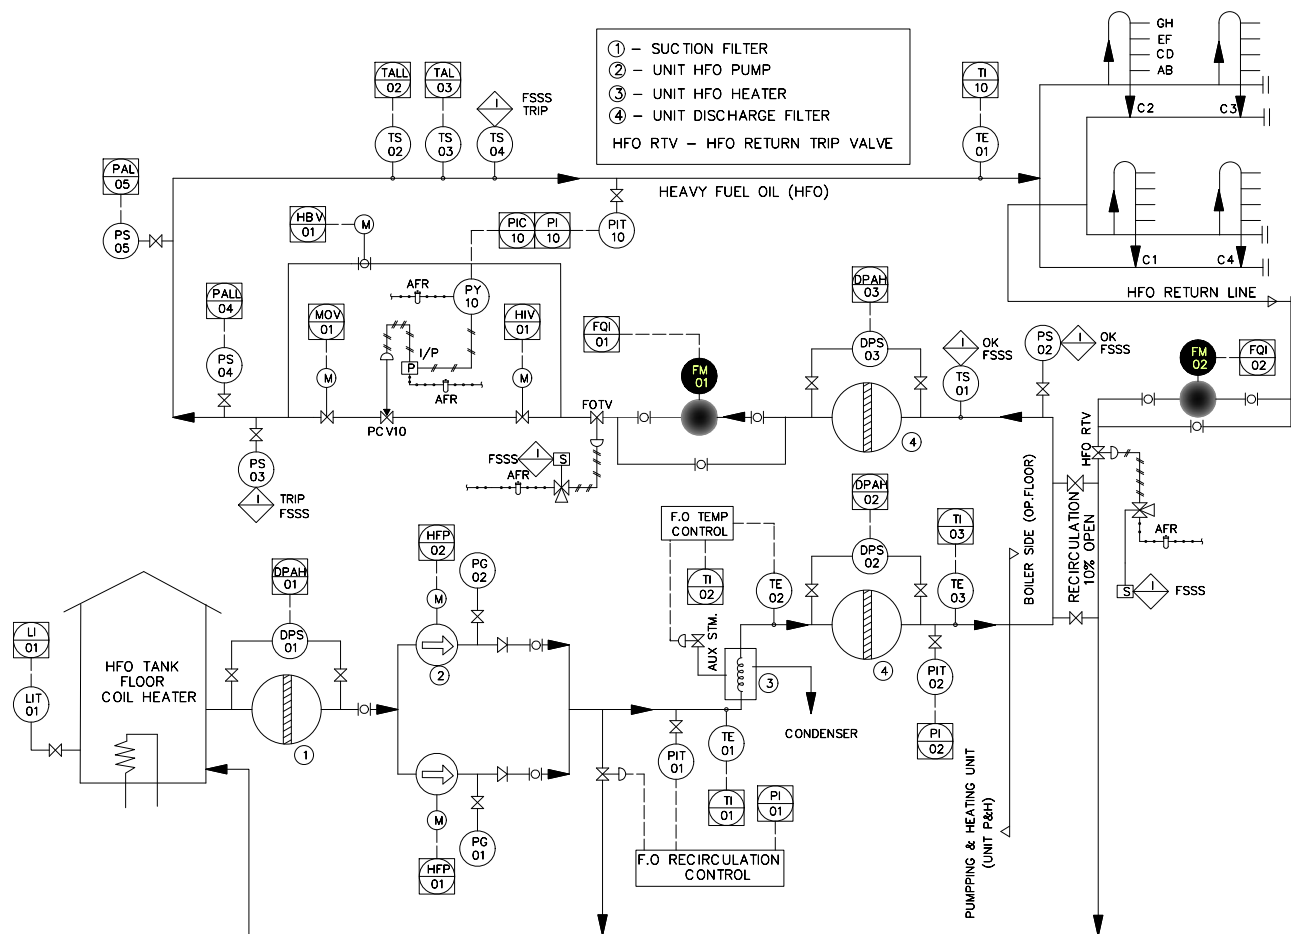 1 – SUCTION FILTER
2 – UNIT HFO PUMP
3 – UNIT HFO HEATER
4 – UNIT DISCHARGE FILTER
HFO RTV – HFO RETURN TRIP VALVE
GH
EF
CD
AB
C2
C3
C1
C4
TALL
02
TAL
03
I
FSSS
TRIP
TS
02
TS
03
TS
04
TI
10
TE
01
PAL
05
PS
05
HEAVY FUEL OIL (HFO)
HBV
01
M
PIC
10
PI
10
PIT
10
PALL
04
PS
04
MOV
01
M
AFR
PY
10
I/P
P
AFR
HIV
01
M
PCV10
FQI
01
FM
01
DPAH
03
DPS
03
4
I
OK
FSSS
TS
01
PS
02
I
OK
FSSS
HFO RETURN LINE
FM
02
FQI
02
FOTV
FSSS
I
S
AFR
PS
03
I
TRIP
FSSS
HFO RTV
AFR
S
I
FSSS
RECIRCULATION
10% OPEN
BOILER SIDE (OP.FLOOR)
HFP
02
M
PG
02
2
F.O TEMP
CONTROL
TI
02
TE
02
DPAH
02
DPS
02
4
TI
03
TE
03
AUX STM.
3
CONDENSER
PIT
02
PI
02
LI
01
LIT
01
HFO TANK
FLOOR
COIL HEATER
DPAH
01
DPS
01
1
M
HFP
01
PG
01
PIT
01
TE
01
TI
01
PI
01
F.O RECIRCULATION
CONTROL
PUMPPING & HEATING UNIT
(UNIT P&H)